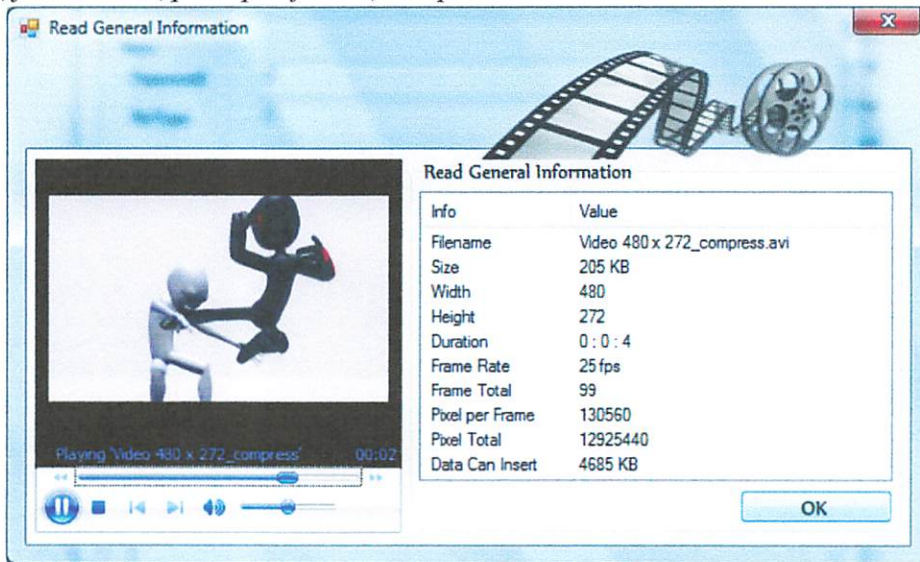 Read General Information
Read General Information
Info Value
Filename Video 480 x 272_compress.avi
Size 205 KB
Width 480
Height 272
Duration 0 : 0 : 4
Frame Rate 25 fps
Frame Total 99
Pixel per Frame 130560
Pixel Total 12925440
Data Can Insert 4685 KB
Playing 'Video 480 x 272_compress' 00:02
OK